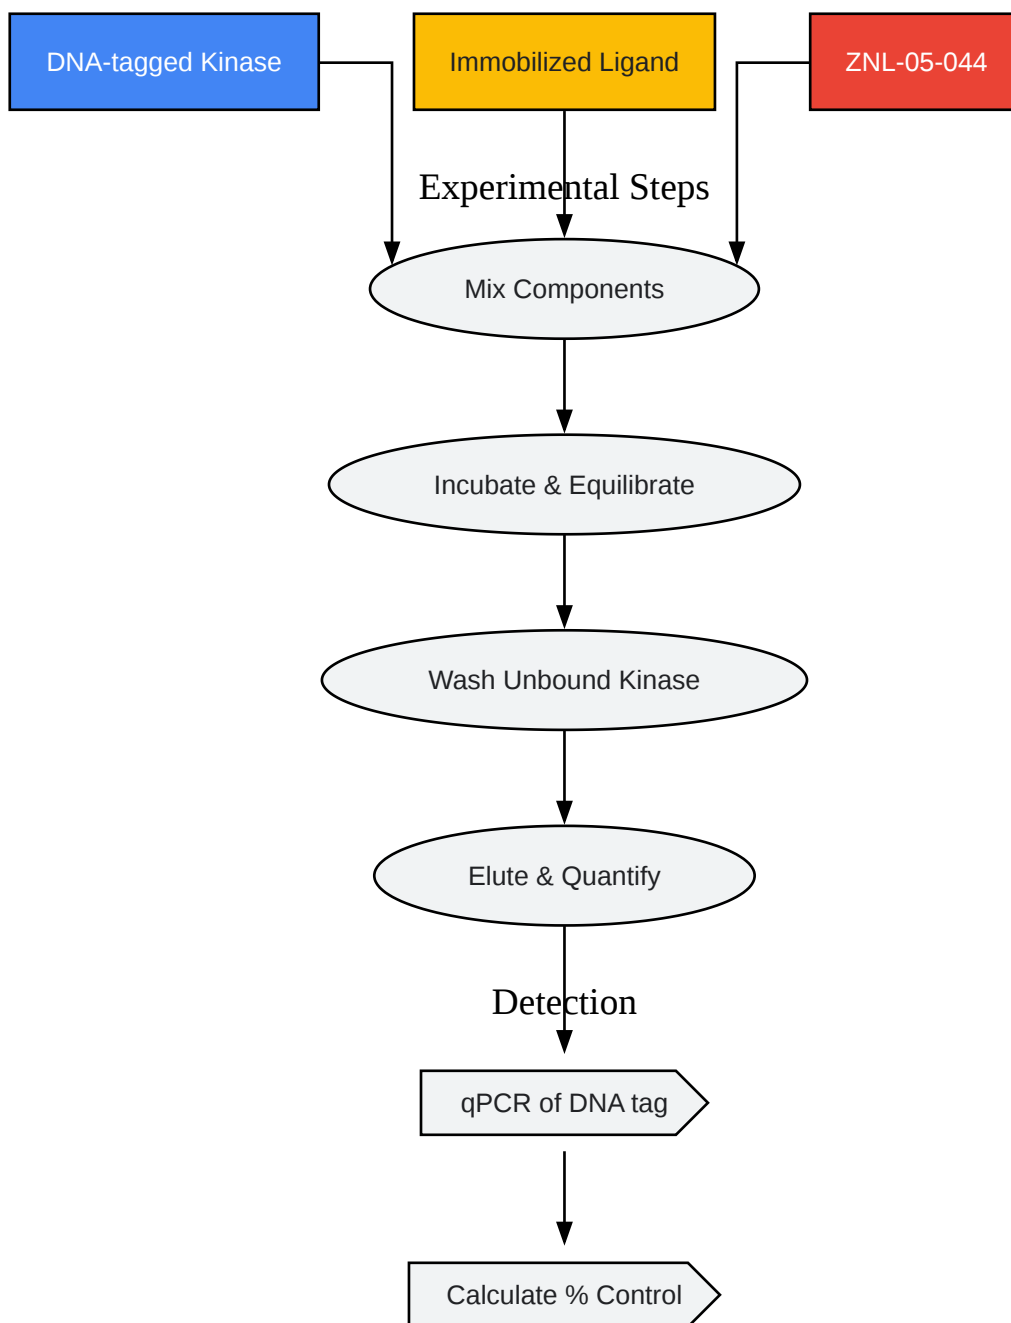 DNA-tagged Kinase
Immobilized Ligand
ZNL-05-044
Experimental Steps
Mix Components
Incubate & Equilibrate
Wash Unbound Kinase
Elute & Quantify
Detection
qPCR of DNA tag
Calculate % Control